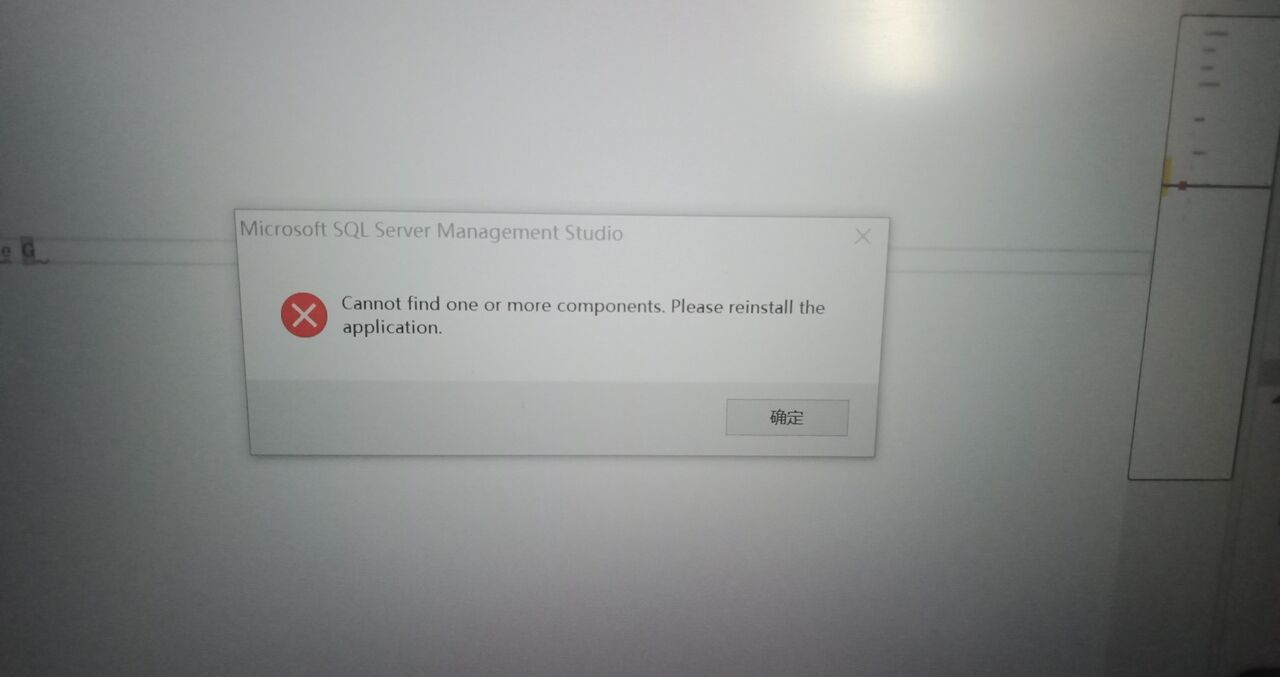 Microsoft SQL Server Management Studio
e G
Cannot find one or more components. Please reinstall the
application.
确定